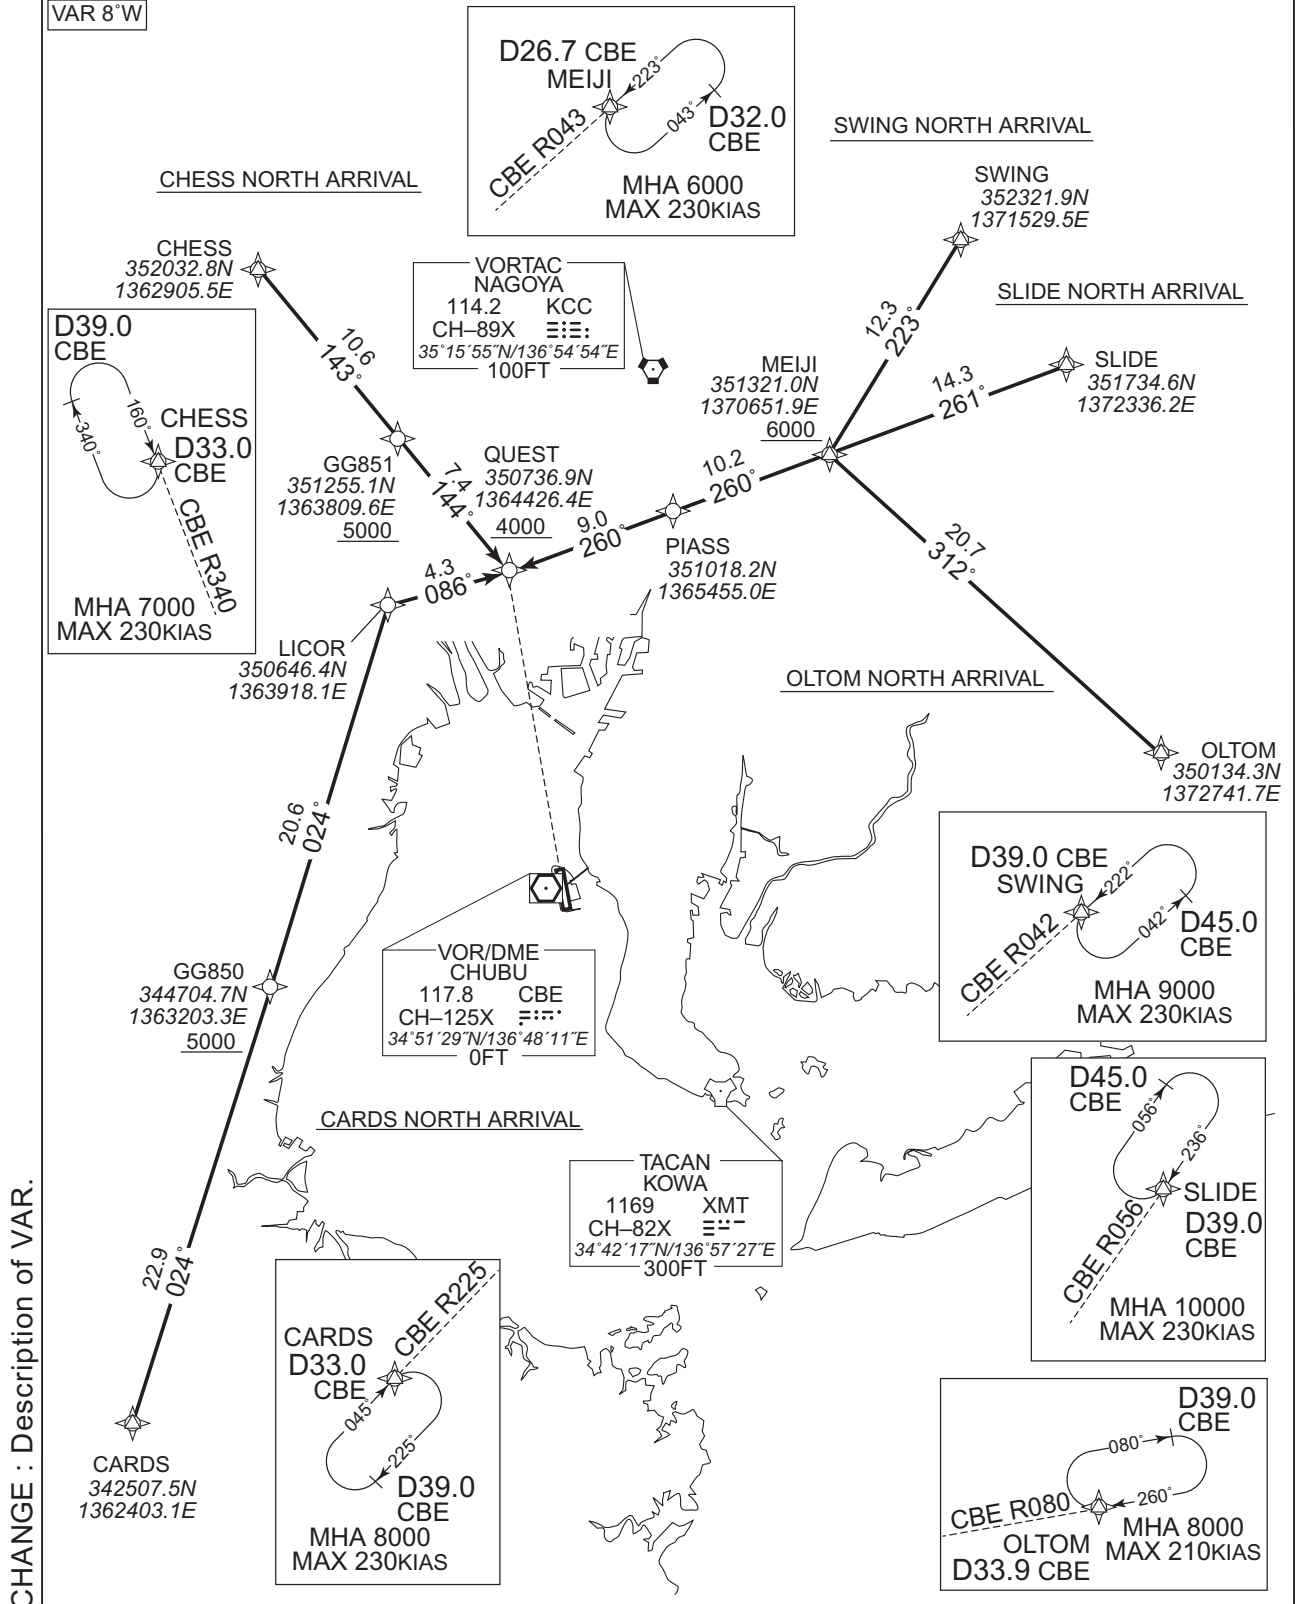 VAR 8°W
D26.7 CBE
MEIJI
223°
043°
D32.0
CBE
CBE R043
MHA 6000
MAX 230KIAS
SWING NORTH ARRIVAL
CHESS NORTH ARRIVAL
SWING
352321.9N
1371529.5E
CHESS
352032.8N
1362905.5E
VORTAC
NAGOYA
114.2 KCC
CH–89X
35°15´55˝N/136°54´54˝E
100FT
SLIDE NORTH ARRIVAL
12.3
223°
10.6
143°
D39.0
CBE
160°
340°
CHESS
D33.0
CBE
CBE R340
MHA 7000
MAX 230KIAS
MEIJI
351321.0N
1370651.9E
6000
14.3
261°
SLIDE
351734.6N
1372336.2E
GG851
351255.1N
1363809.6E
5000
7.4
144°
QUEST
350736.9N
1364426.4E
4000
10.2
260°
9.0
260°
PIASS
351018.2N
1365455.0E
20.7
312°
4.3
086°
LICOR
350646.4N
1363918.1E
OLTOM NORTH ARRIVAL
OLTOM
350134.3N
1372741.7E
20.6
024°
D39.0 CBE
SWING
222°
042°
D45.0
CBE
CBE R042
MHA 9000
MAX 230KIAS
GG850
344704.7N
1363203.3E
5000
VOR/DME
CHUBU
117.8 CBE
CH–125X
34°51´29˝N/136°48´11˝E
0FT
D45.0
CBE
056°
236°
SLIDE
D39.0
CBE
CBE R056
MHA 10000
MAX 230KIAS
CARDS NORTH ARRIVAL
TACAN
KOWA
1169 XMT
CH–82X
34°42´17˝N/136°57´27˝E
300FT
22.9
024°
CBE R225
CARDS
D33.0
CBE
045°
225°
D39.0
CBE
MHA 8000
MAX 230KIAS
CARDS
342507.5N
1362403.1E
D39.0
CBE
080°
260°
CBE R080
OLTOM
D33.9 CBE
MHA 8000
MAX 210KIAS
CHANGE : Description of VAR.